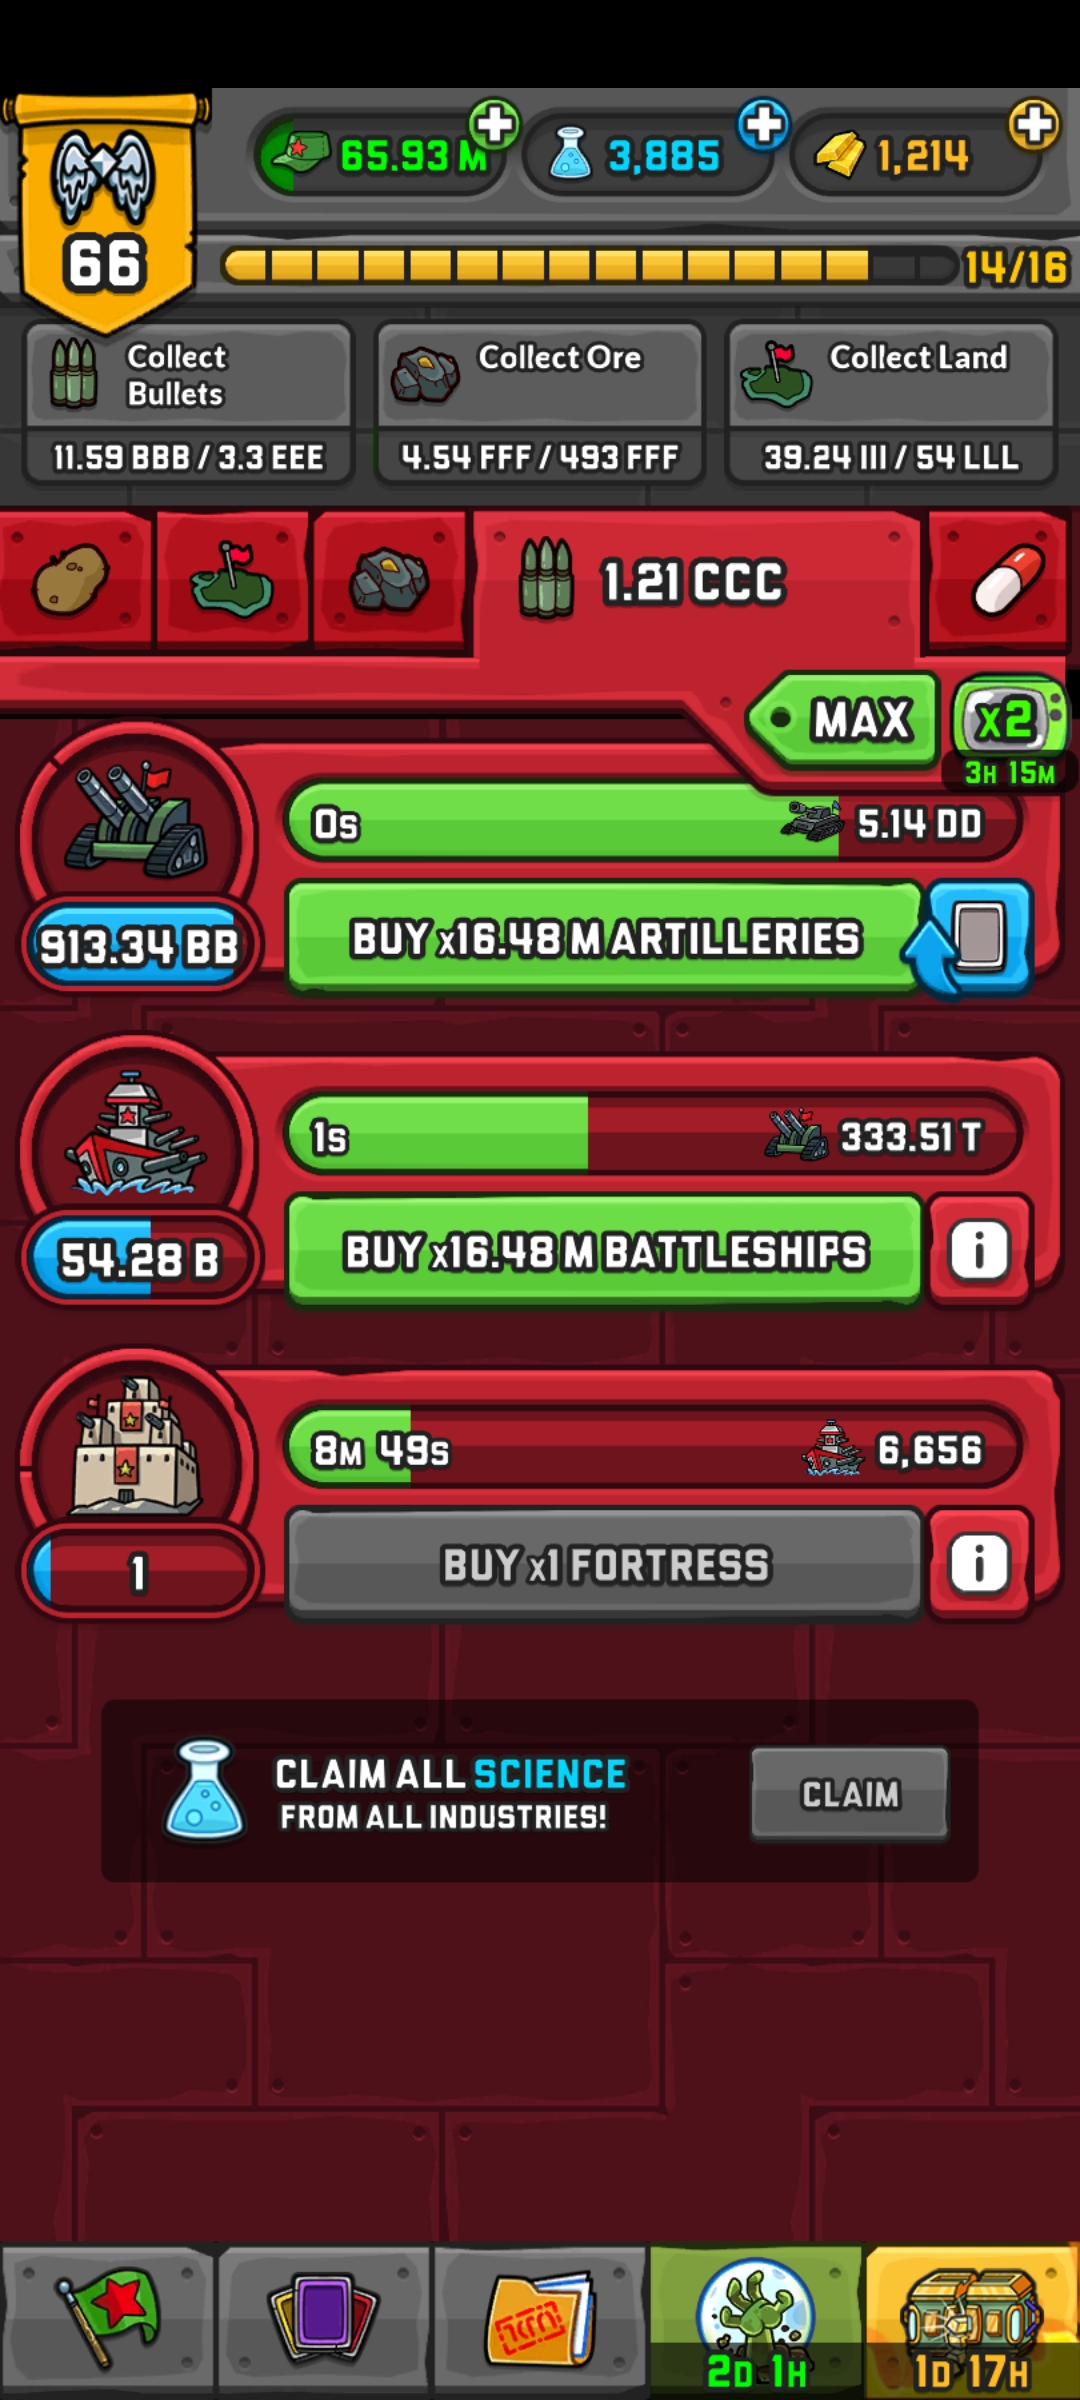 66
65.93 M
3,885
1,214
14/16
Collect
Bullets
11.59 BBB / 3.3 EEE
Collect Ore
4.54 FFF / 493 FFF
Collect Land
39.24 III / 54 LLL
1.21 CCC
MAX
x2
3H 15M
0s
5.14 DD
913.34 BB
BUY x16.48 M ARTILLERIES
1s
333.51 T
54.28 B
BUY x16.48 M BATTLESHIPS
i
8M 49s
6,656
1
BUY x1 FORTRESS
i
CLAIM ALL SCIENCE
FROM ALL INDUSTRIES!
CLAIM
2D 1H
1D 17H